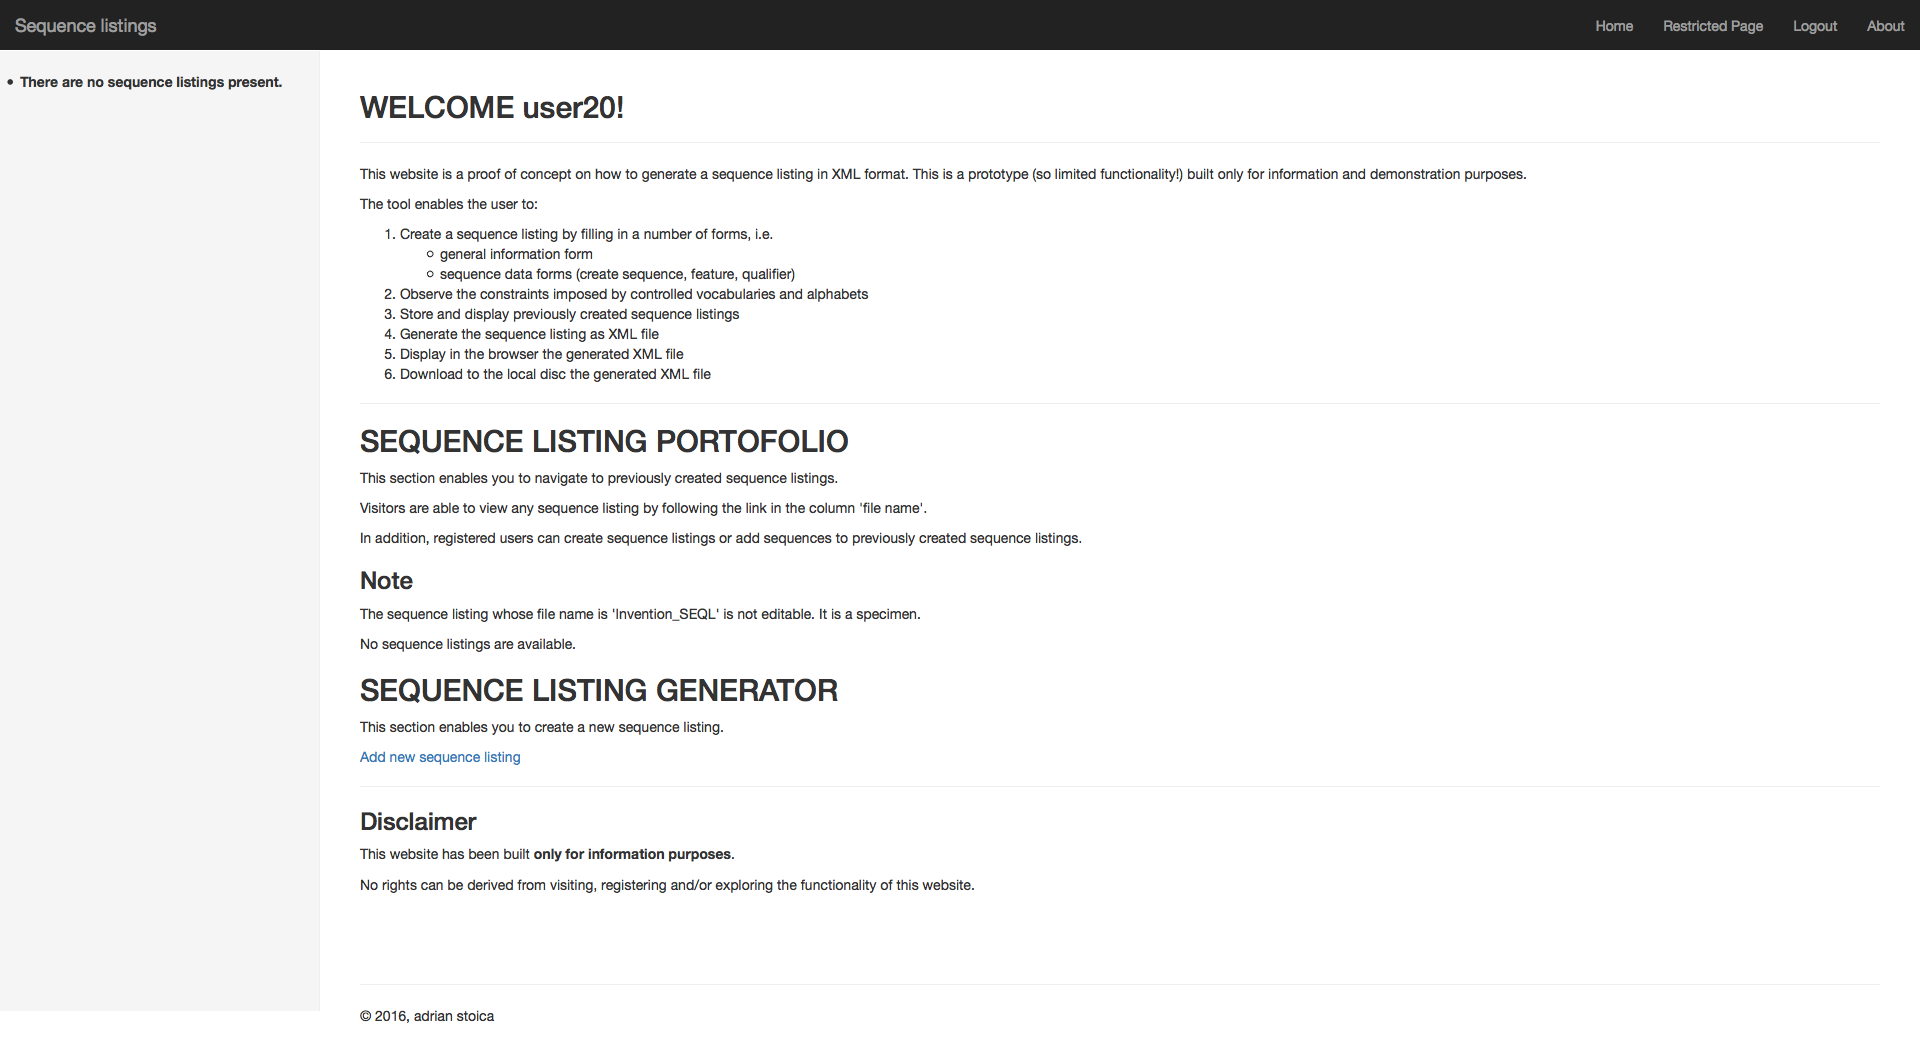 Sequence listings
Home Restricted Page Logout About
There are no sequence listings present.
WELCOME user20!
This website is a proof of concept on how to generate a sequence listing in XML format. This is a prototype (so limited functionality!) built only for information and demonstration purposes.
The tool enables the user to:
1. Create a sequence listing by filling in a number of forms, i.e.
general information form
sequence data forms (create sequence, feature, qualifier)
2. Observe the constraints imposed by controlled vocabularies and alphabets
3. Store and display previously created sequence listings
4. Generate the sequence listing as XML file
5. Display in the browser the generated XML file
6. Download to the local disc the generated XML file
SEQUENCE LISTING PORTOFOLIO
This section enables you to navigate to previously created sequence listings.
Visitors are able to view any sequence listing by following the link in the column 'file name'.
In addition, registered users can create sequence listings or add sequences to previously created sequence listings.
Note
The sequence listing whose file name is 'Invention_SEQL' is not editable. It is a specimen.
No sequence listings are available.
SEQUENCE LISTING GENERATOR
This section enables you to create a new sequence listing.
Add new sequence listing
Disclaimer
This website has been built only for information purposes.
No rights can be derived from visiting, registering and/or exploring the functionality of this website.
© 2016, adrian stoica